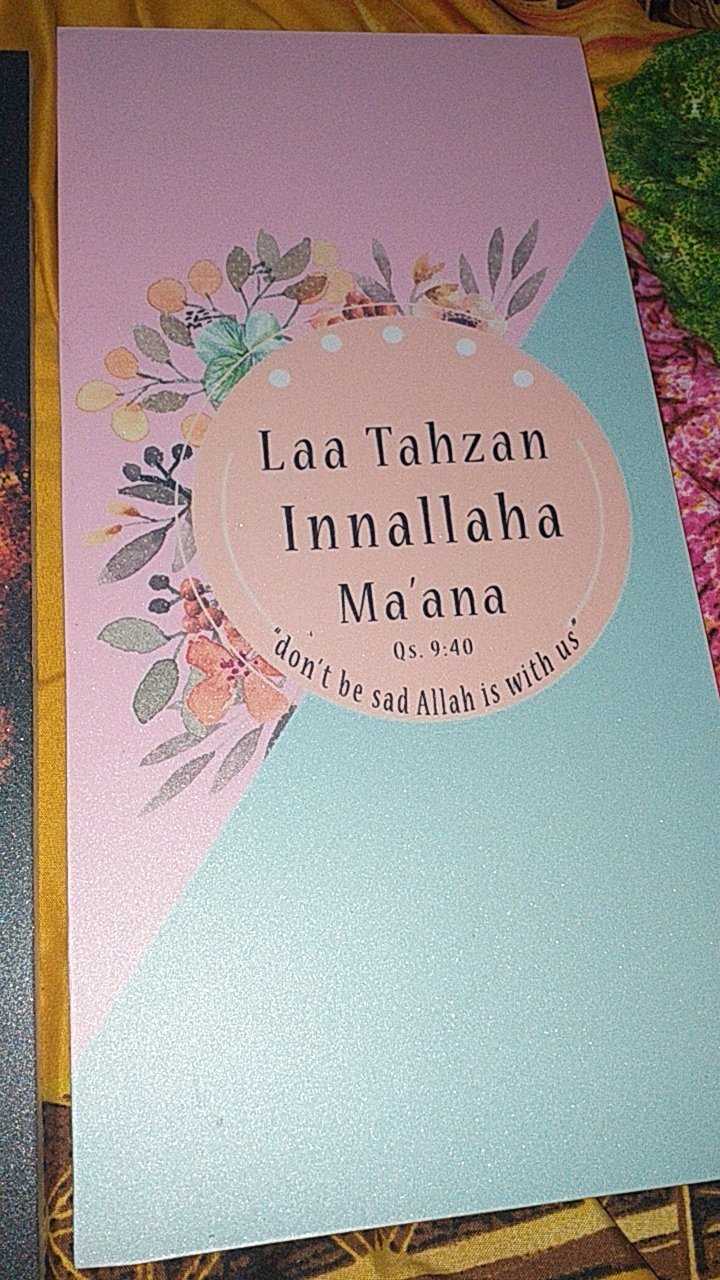 Laa Tahzan
Innallaha
Ma'ana
Qs. 9:40
"don't be sad Allah is with us"